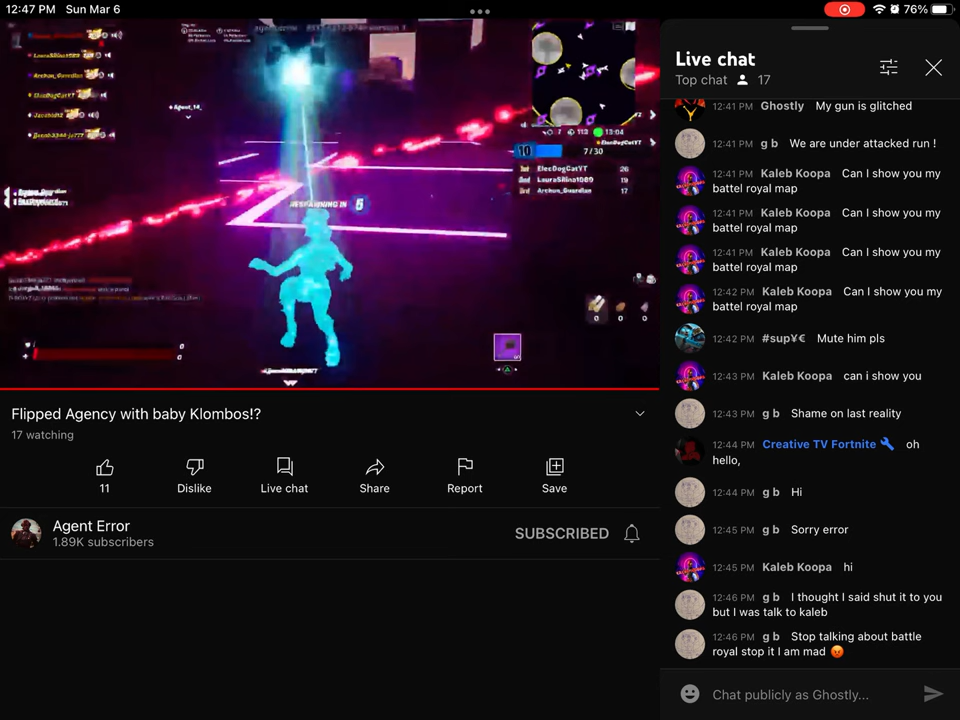 12:47 PM Sun Mar 6
76%
RESPAWNING IN 6
10
7/30
13:04
ElecDogCatYT 26
19
Archun_Guardian 17
0
0
0 0 0
Flipped Agency with baby Klombos!?
17 watching
11
Dislike
Live chat
Share
Report
Save
Agent Error
1.89K subscribers
SUBSCRIBED
Live chat
Top chat 17
12:41 PM Ghostly My gun is glitched
12:41 PM g b We are under attacked run !
12:41 PM Kaleb Koopa Can I show you my
battel royal map
12:41 PM Kaleb Koopa Can I show you my
battel royal map
12:41 PM Kaleb Koopa Can I show you my
battel royal map
12:42 PM Kaleb Koopa Can I show you my
battel royal map
12:42 PM #sup¥€ Mute him pls
12:43 PM Kaleb Koopa can i show you
12:43 PM g b Shame on last reality
12:44 PM Creative TV Fortnite oh
hello,
12:44 PM g b Hi
12:45 PM g b Sorry error
12:45 PM Kaleb Koopa hi
12:46 PM g b I thought I said shut it to you
but I was talk to kaleb
12:46 PM g b Stop talking about battle
royal stop it I am mad 😡
Chat publicly as Ghostly...